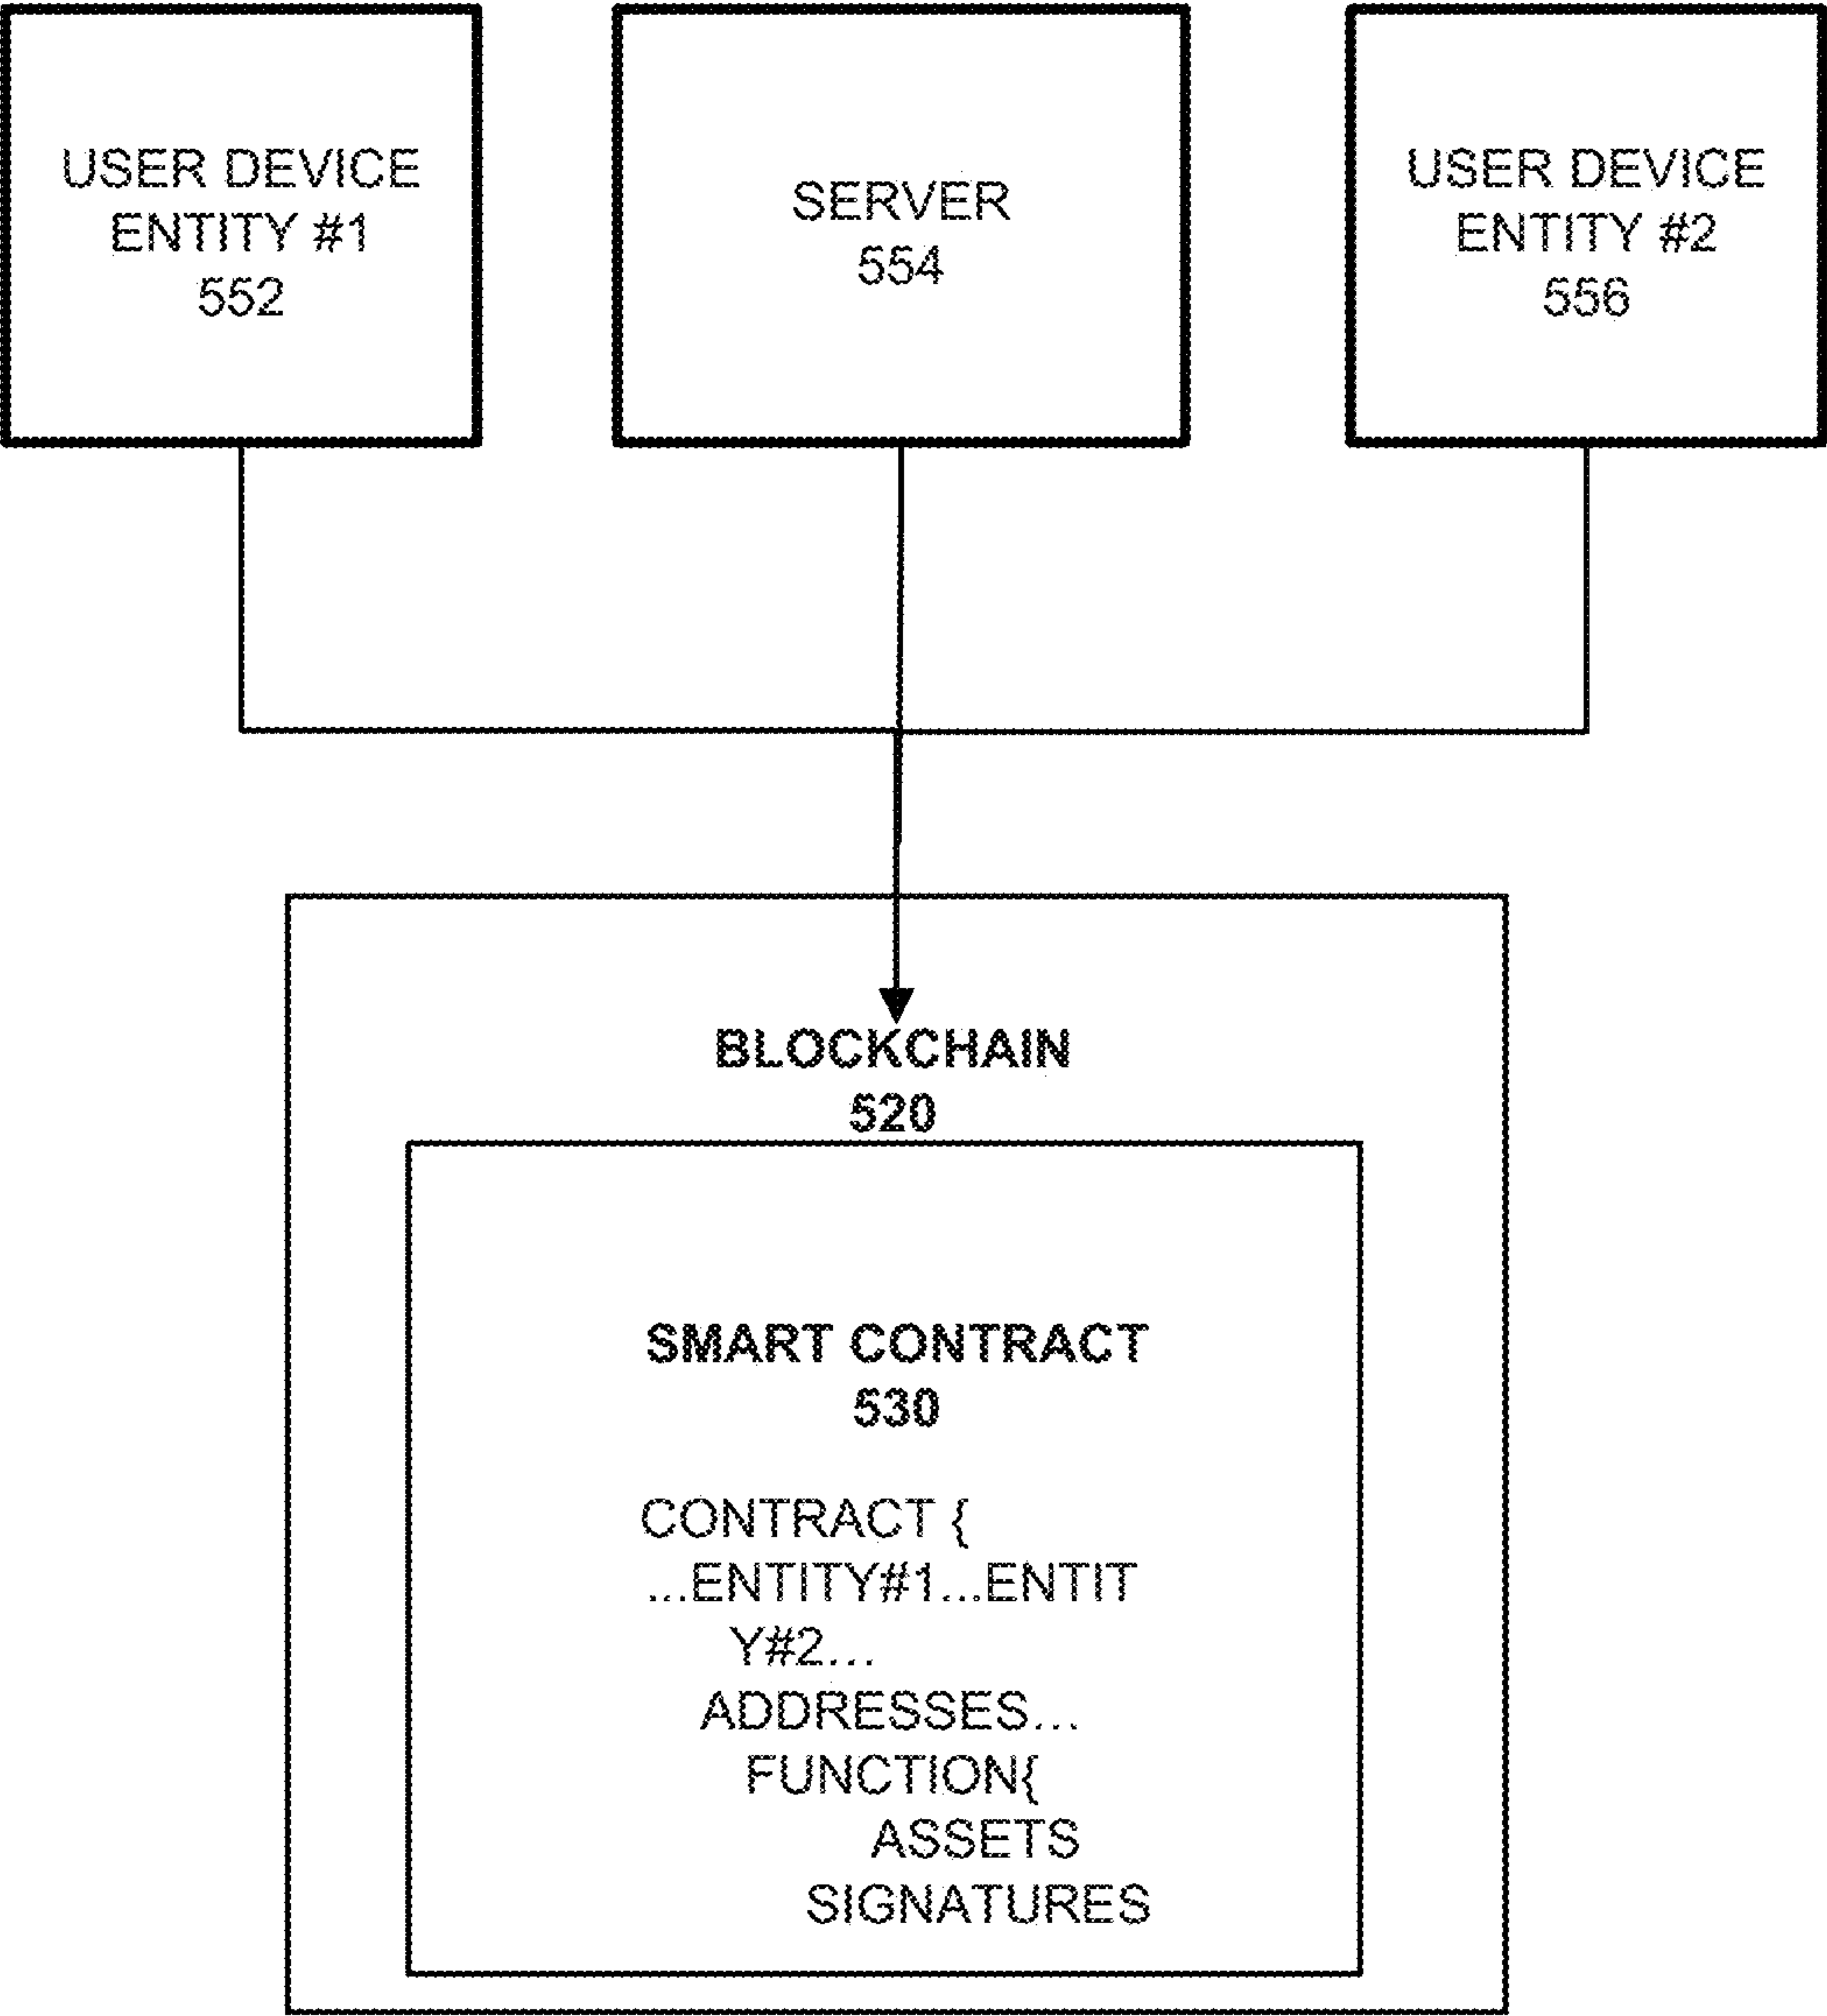 USER DEVICE
ENTITY #1
552
SERVER
554
USER DEVICE
ENTITY #2
556
BLOCKCHAIN
520
SMART CONTRACT
530
CONTRACT {
...ENTITY#1...ENTIT
Y#2...
ADDRESSES...
FUNCTION{
ASSETS
SIGNATURES